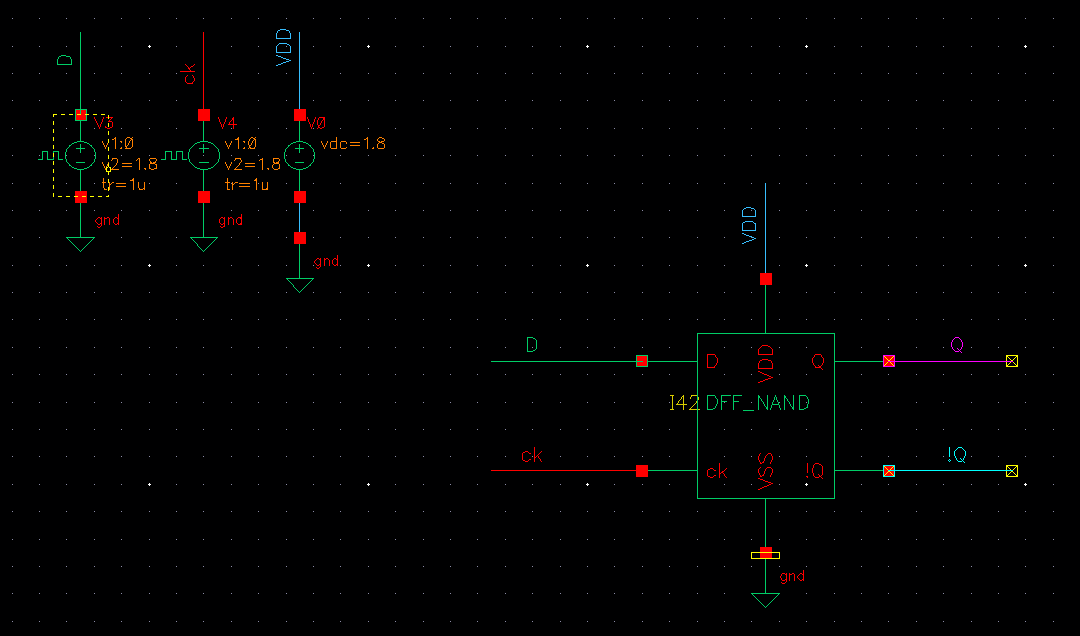 D
ck
VDD
V3
v1:0
v2=1.8
tr=1u
gnd
V4
v1:0
v2=1.8
tr=1u
gnd
V0
vdc=1.8
gnd
VDD
D
ck
D
VDD
Q
I42 DFF_NAND
ck
VSS
!Q
Q
!Q
gnd